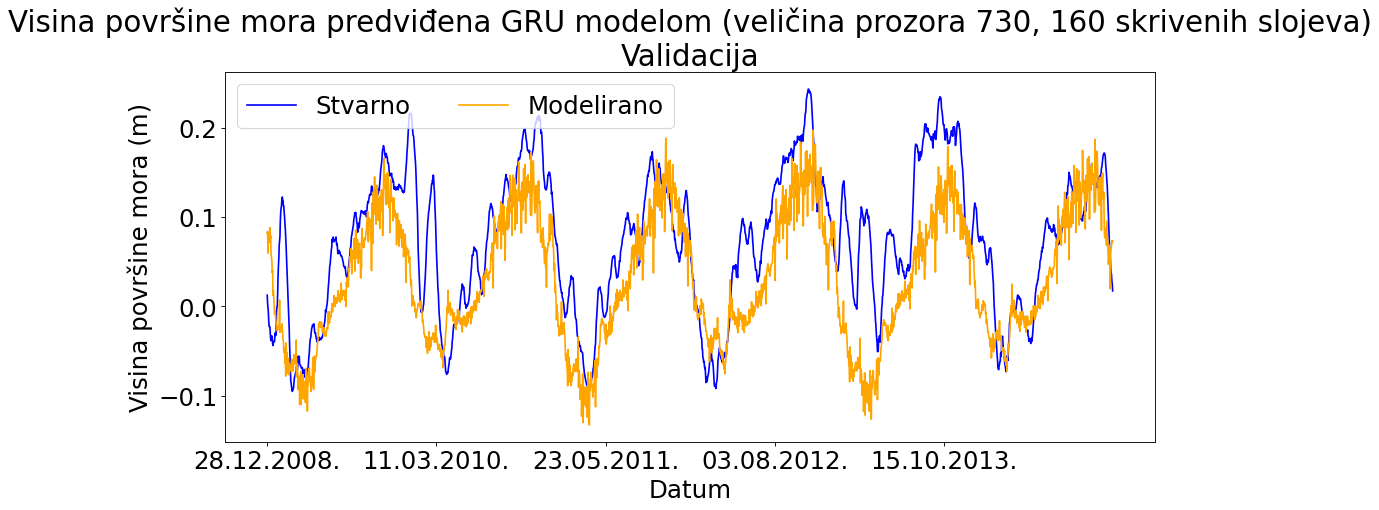 Visina površine mora predviđena GRU modelom (veličina prozora 730, 160 skrivenih slojeva)
Validacija
Stvarno Modelirano
Visina površine mora (m)
0.2
0.1
0.0
−0.1
28.12.2008. 11.03.2010. 23.05.2011. 03.08.2012. 15.10.2013.
Datum